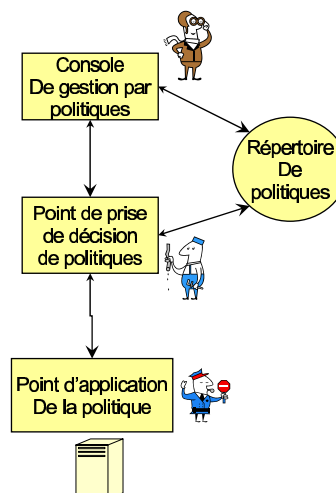 Console
De gestion par
politiques
Répertoire
De
politiques
Point de prise
de décision
de politiques
Point d'application
De la politique